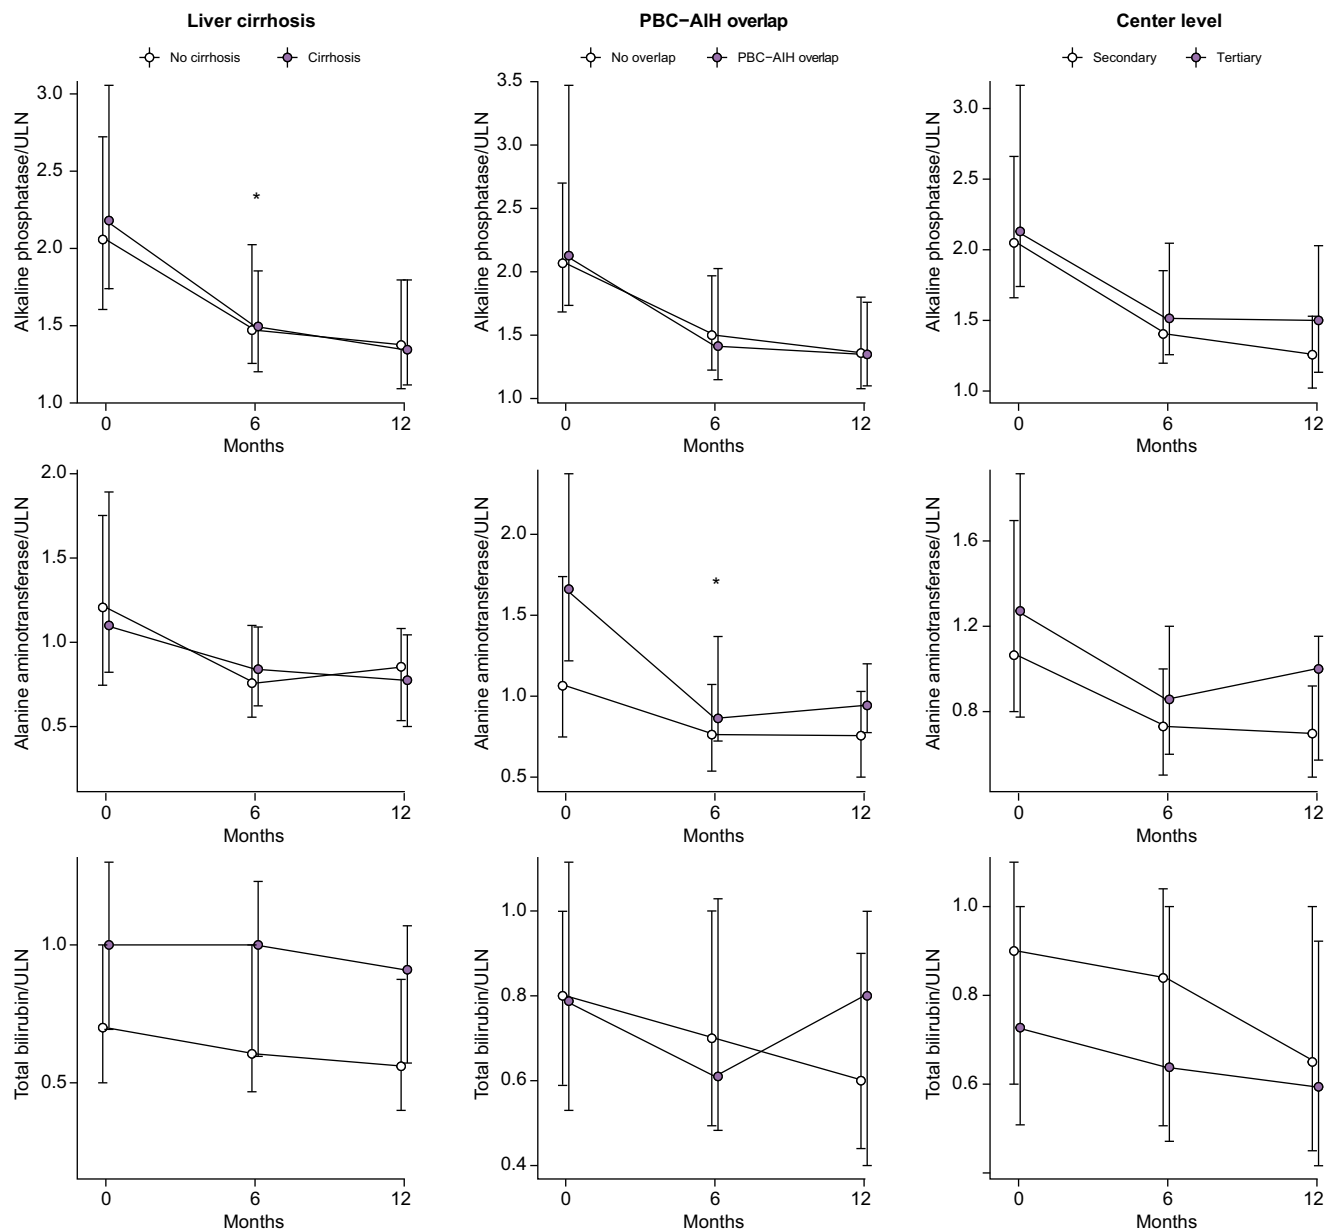 Liver cirrhosis
PBC−AIH overlap
Center level
No cirrhosis
Cirrhosis
No overlap
PBC−AIH overlap
Secondary
Tertiary
Alkaline phosphatase/ULN
3.0
2.5
2.0
1.5
1.0
*
0
6
12
Months
Alkaline phosphatase/ULN
3.5
3.0
2.5
2.0
1.5
1.0
0
6
12
Months
Alkaline phosphatase/ULN
3.0
2.5
2.0
1.5
1.0
0
6
12
Months
Alanine aminotransferase/ULN
2.0
1.5
1.0
0.5
0
6
12
Months
Alanine aminotransferase/ULN
2.0
1.5
1.0
0.5
*
0
6
12
Months
Alanine aminotransferase/ULN
1.6
1.2
0.8
0
6
12
Months
Total bilirubin/ULN
1.0
0.5
0
6
12
Months
Total bilirubin/ULN
1.0
0.8
0.6
0.4
0
6
12
Months
Total bilirubin/ULN
1.0
0.8
0.6
0
6
12
Months